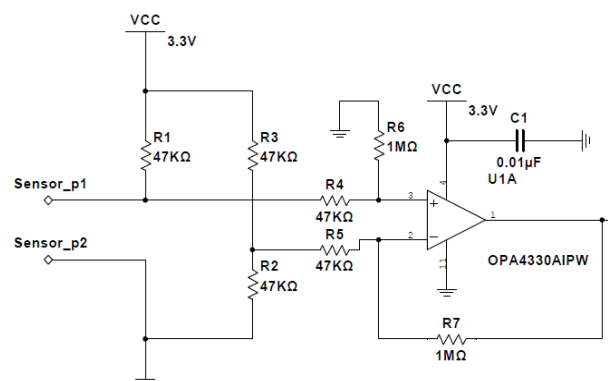 VCC
3.3V
R1
47KΩ
R3
47KΩ
R6
1MΩ
VCC
3.3V
C1
0.01µF
U1A
Sensor_p1
R4
47KΩ
3
4
1
2
11
R5
47KΩ
OPA4330AIPW
Sensor_p2
R2
47KΩ
R7
1MΩ